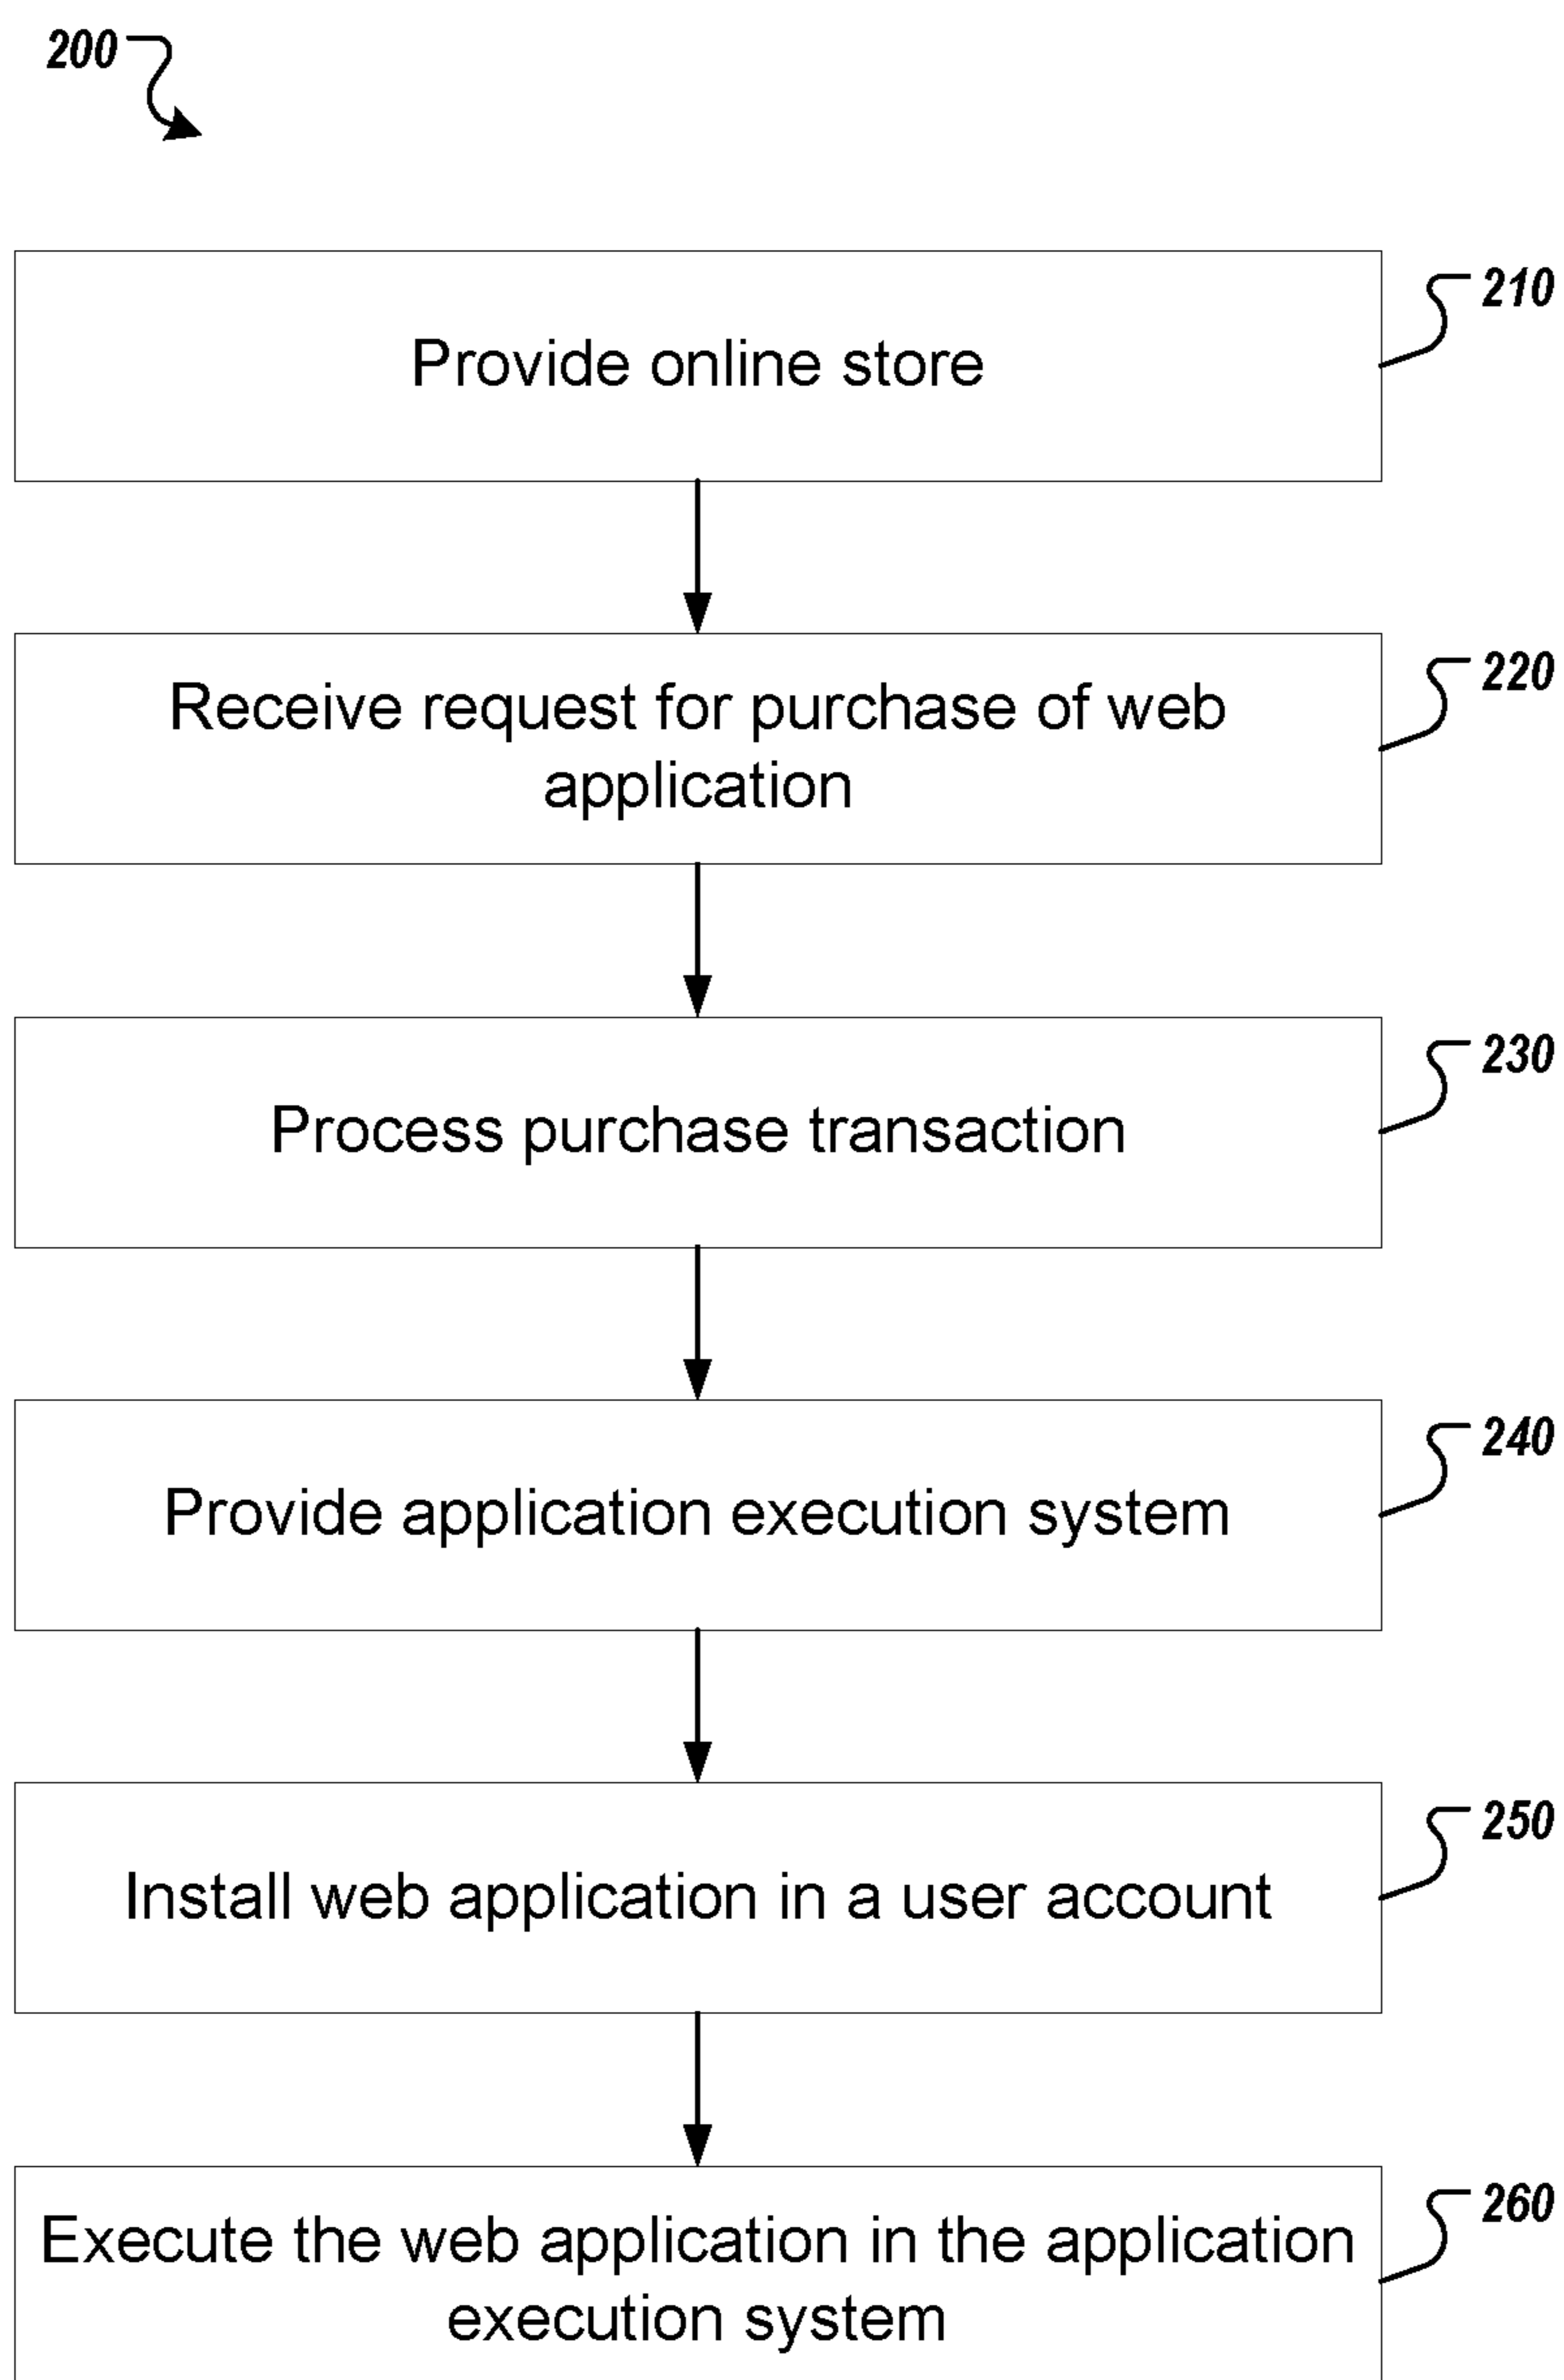 200
Provide online store
210
Receive request for purchase of web
application
220
Process purchase transaction
230
Provide application execution system
240
Install web application in a user account
250
Execute the web application in the application
execution system
260